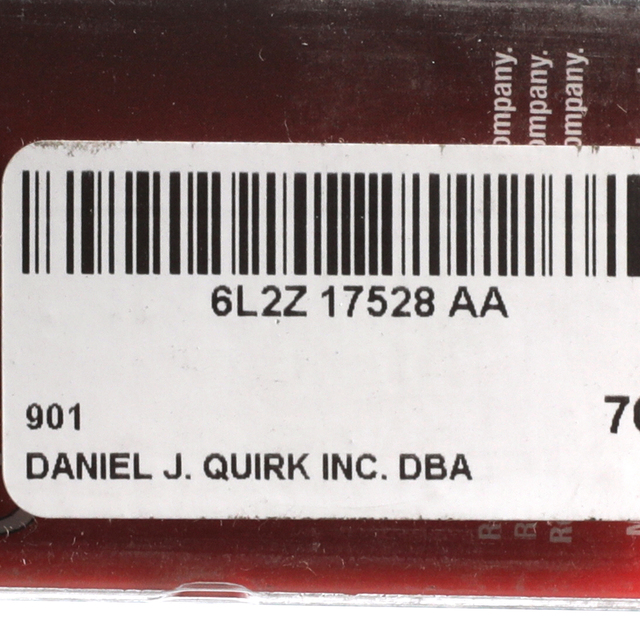 ompany.
ompany.
ompany.
6L2Z 17528 AA
901
DANIEL J. QUIRK INC. DBA